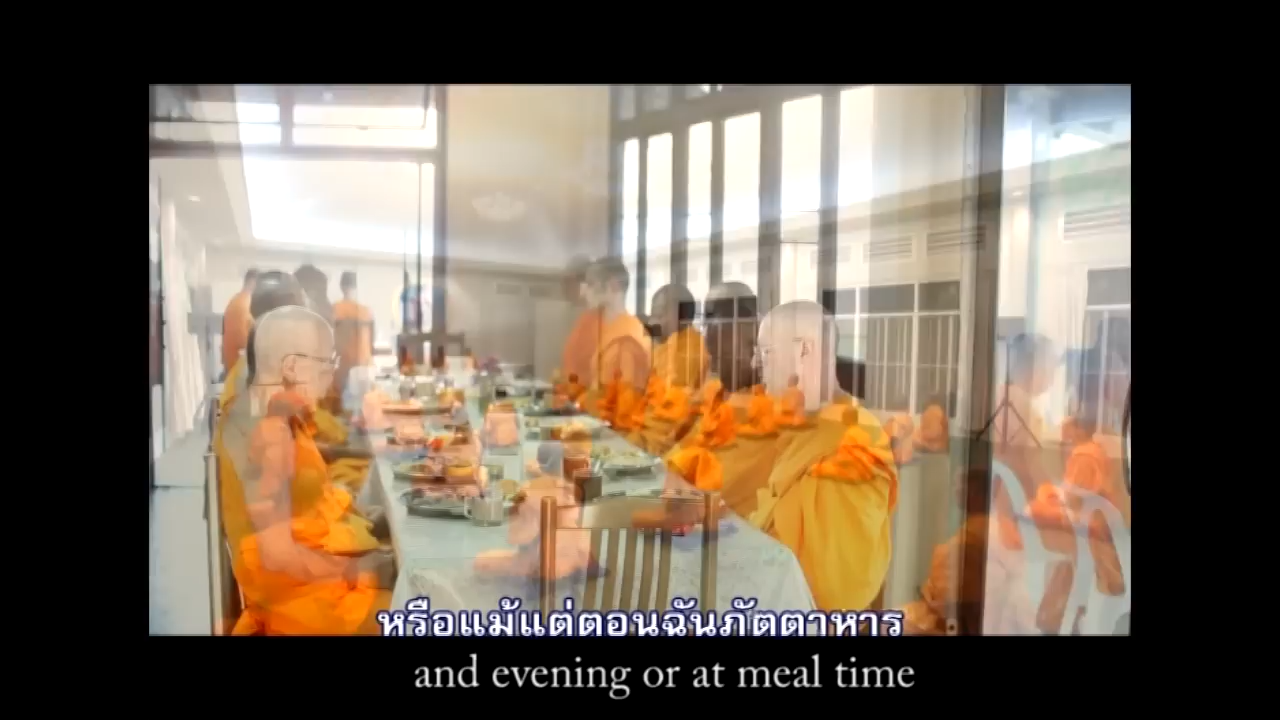 หรือแม้แต่ตอนฉันภัตตาหาร
and evening or at meal time